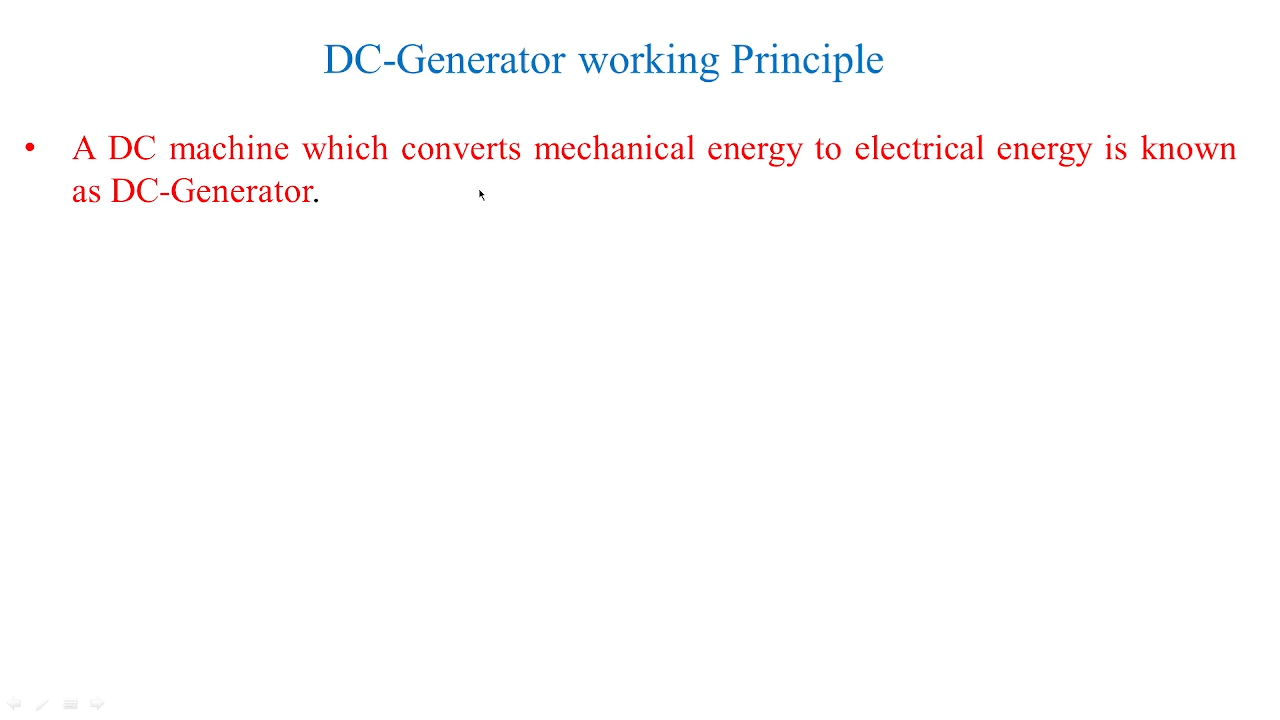 DC-Generator working Principle
• A DC machine which converts mechanical energy to electrical energy is known
as DC-Generator.